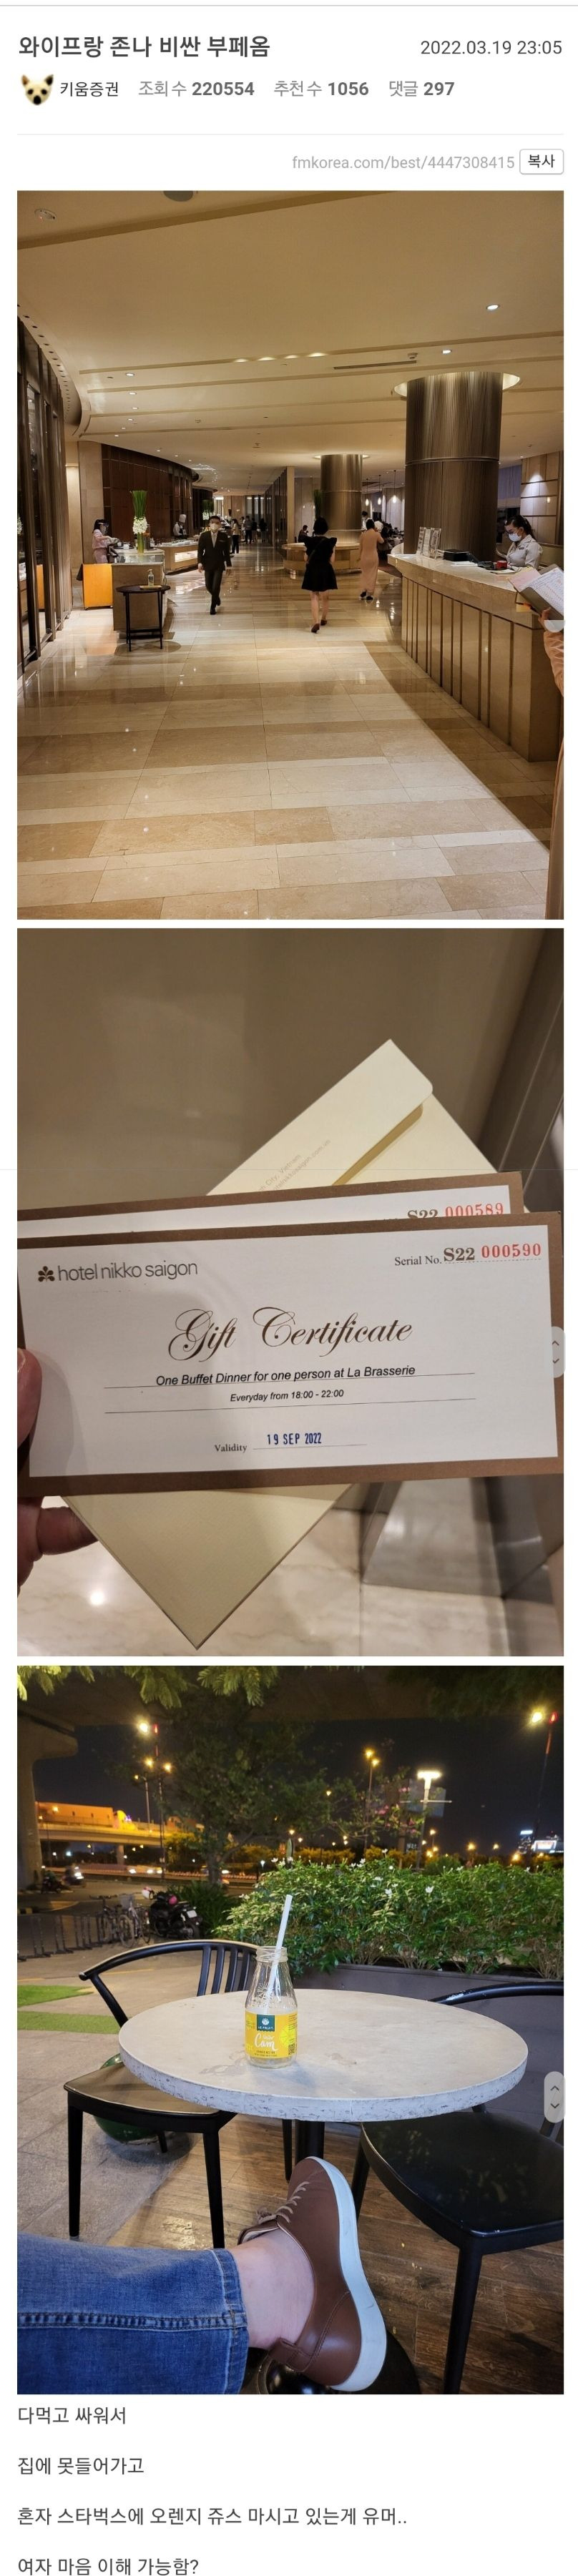 와이프랑 존나 비싼 부페옴
2022.03.19 23:05
키움증권 조회 수 220554 추천 수 1056 댓글 297
fmkorea.com/best/4447308415 복사
S22 000589
hotel nikko saigon
Serial No. S22 000590
Gift Certificate
One Buffet Dinner for one person at La Brasserie
Everyday from 18:00 - 22:00
Validity 19 SEP 2022
Cam
다먹고 싸워서
집에 못들어가고
혼자 스타벅스에 오렌지 쥬스 마시고 있는게 유머..
여자 마음 이해 가능함?